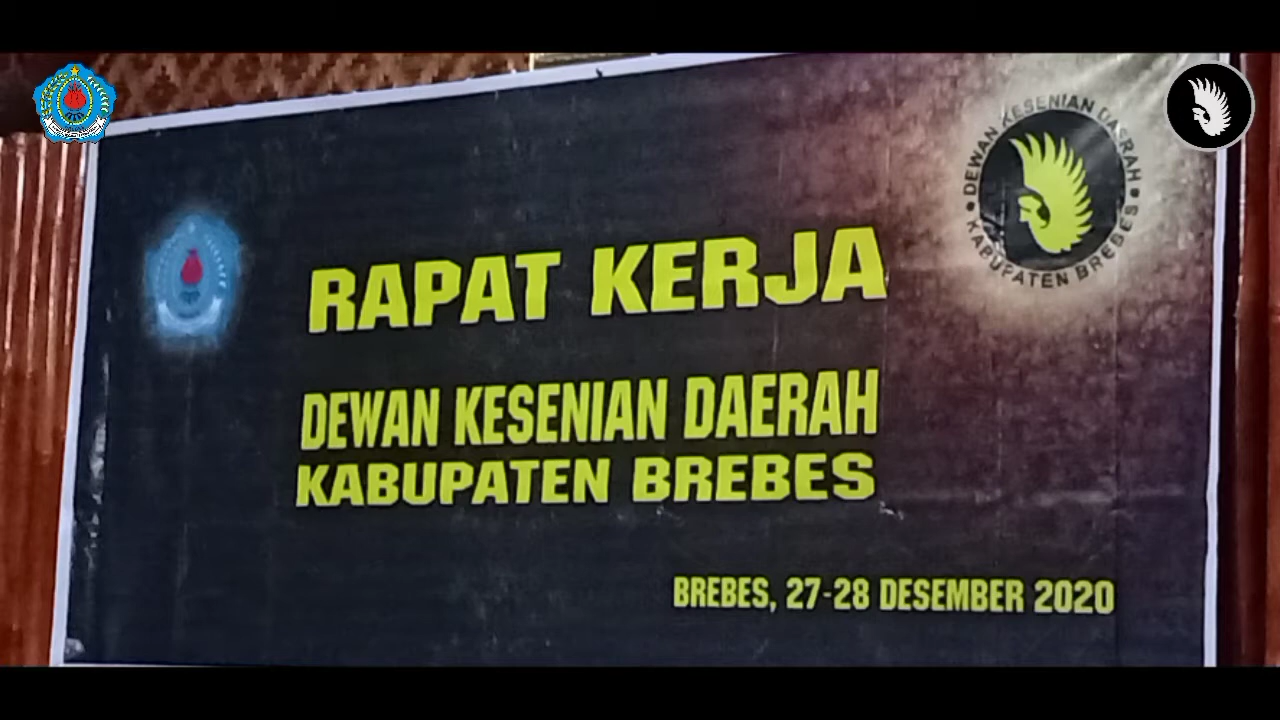 DEWAN KESENIAN DAERAH
KABUPATEN BREBES
RAPAT KERJA
DEWAN KESENIAN DAERAH
KABUPATEN BREBES
BREBES, 27-28 DESEMBER 2020